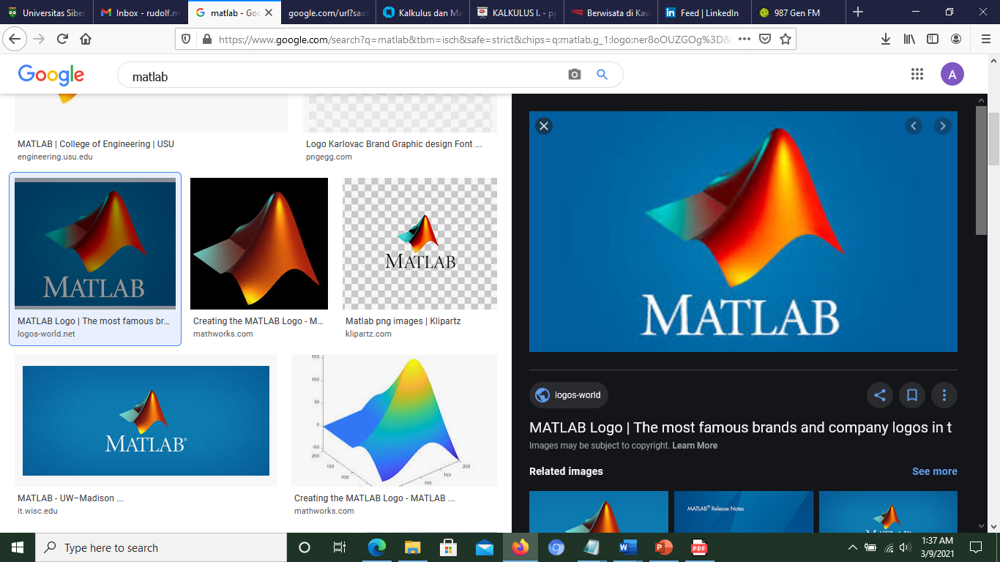 Universitas Siber
Inbox - rudolf.m
matlab - Goo
google.com/url?sa=
Kalkulus dan Ma
KALKULUS I. - pp
Berwisata di Kaw
Feed | LinkedIn
987 Gen FM
https://www.google.com/search?q=matlab&tbm=isch&safe=strict&chips=q:matlab,g_1:logo:ner8oOUZGOg%3D&
Google
matlab
A
MATLAB | College of Engineering | USU
engineering.usu.edu
Logo Karlovac Brand Graphic design Font ...
pngegg.com
MATLAB
MATLAB
MATLAB
MATLAB Logo | The most famous br...
logos-world.net
Creating the MATLAB Logo - M...
mathworks.com
Matlab png images | Klipartz
klipartz.com
MATLAB®
150
100
50
0
-50
200
150
100
100
150
200
MATLAB - UW–Madison ...
it.wisc.edu
Creating the MATLAB Logo - MATLAB ...
mathworks.com
logos-world
MATLAB Logo | The most famous brands and company logos in t
Images may be subject to copyright. Learn More
Related images
See more
MATLAB® Release Notes
MATLAB
Type here to search
W
P
PDF
1:37 AM
3/9/2021